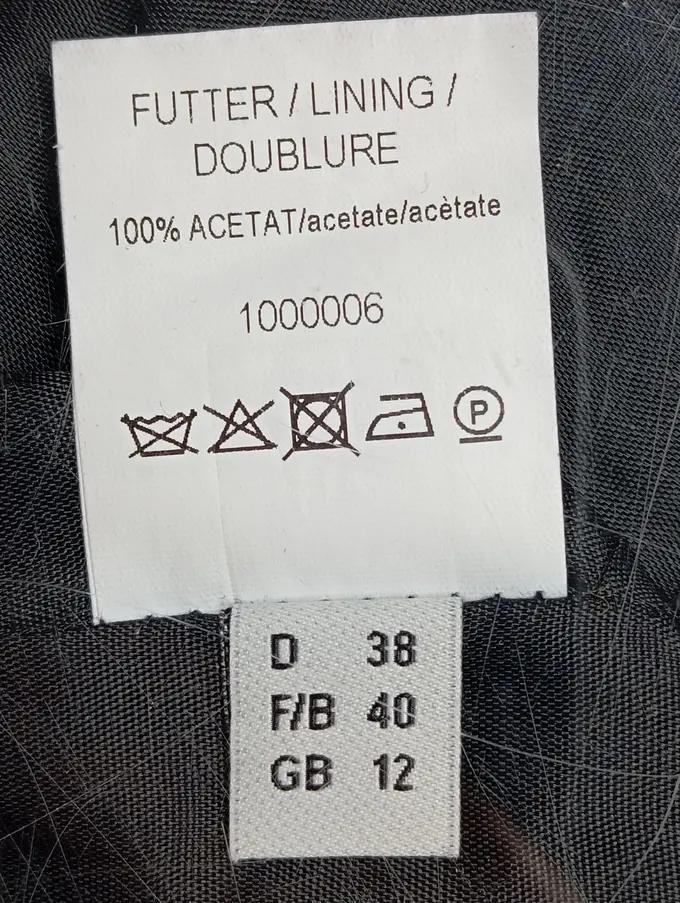 FUTTER / LINING /
DOUBLURE
100% ACETAT/acetate/acètate
1000006
P
D 38
F/B 40
GB 12